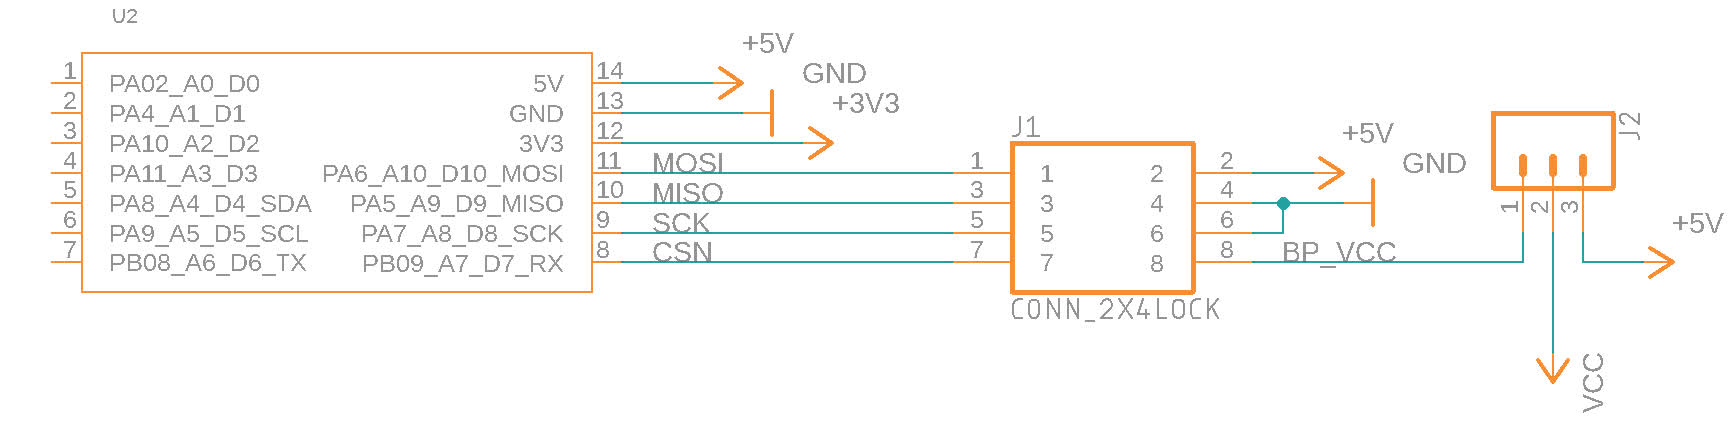 U2
+5V
GND
+3V3
1 PA02_A0_D0 5V 14
2 PA4_A1_D1 GND 13
3 PA10_A2_D2 3V3 12
4 PA11_A3_D3 PA6_A10_D10_MOSI 11 MOSI
5 PA8_A4_D4_SDA PA5_A9_D9_MISO 10 MISO
6 PA9_A5_D5_SCL PA7_A8_D8_SCK 9 SCK
7 PB08_A6_D6_TX PB09_A7_D7_RX 8 CSN
J1
1 1 2 2
3 3 4 4
5 5 6 6
7 7 8 8
CONN_2X4LOCK
+5V
GND
BP_VCC
J2
1 2 3
+5V
VCC